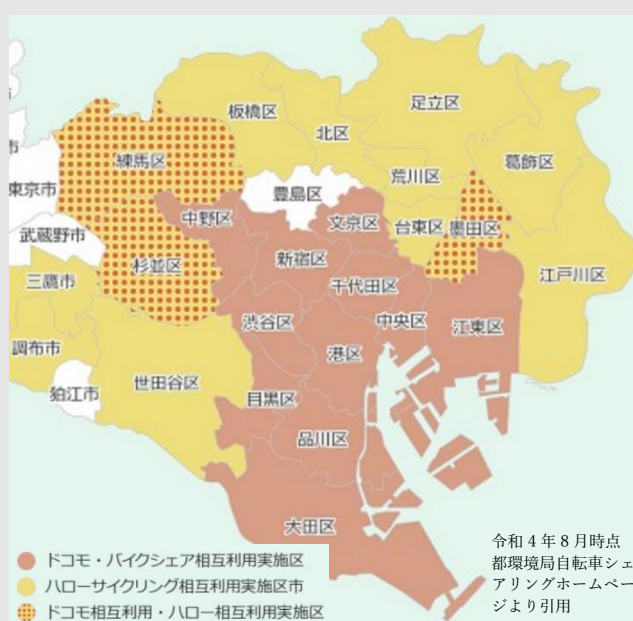 板橋区
足立区
北区
葛飾区
練馬区
荒川区
豊島区
市
東京市
中野区
文京区
台東区
墨田区
武蔵野市
新宿区
杉並区
千代田区
江戸川区
三鷹市
渋谷区
中央区
江東区
調布市
港区
世田谷区
狛江市
目黒区
品川区
大田区
ドコモ・バイクシェア相互利用実施区
ハローサイクリング相互利用実施区市
ドコモ相互利用・ハロー相互利用実施区
令和4年8月時点
都環境局自転車シェ
アリングホームペー
ジより引用